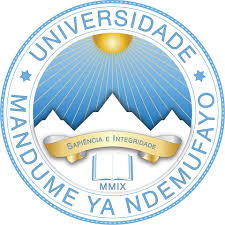 UNIVERSIDADE
MANDUME YA NDEMUFAYO
SAPIÊNCIA E INTEGRIDADE
MMIX